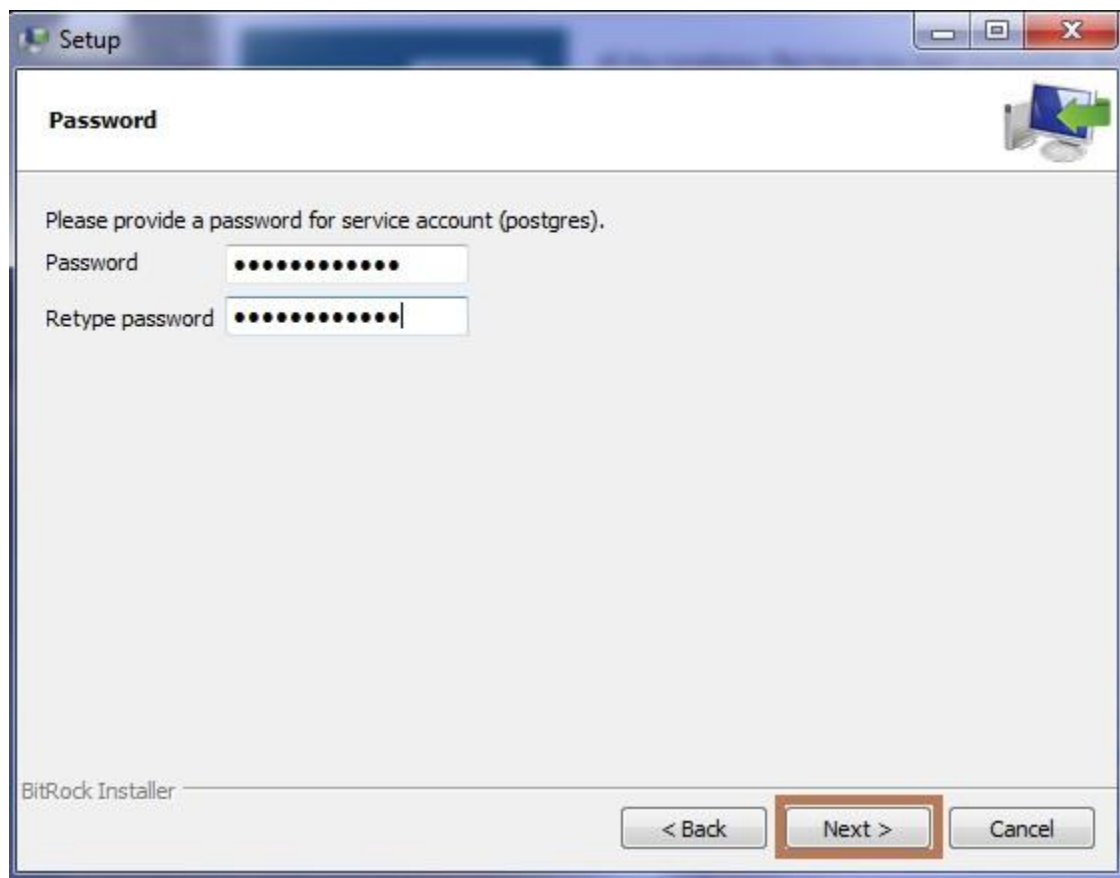 Setup
Password
Please provide a password for service account (postgres).
Password ●●●●●●●●●●●●
Retype password ●●●●●●●●●●●●
BitRock Installer
< Back Next > Cancel